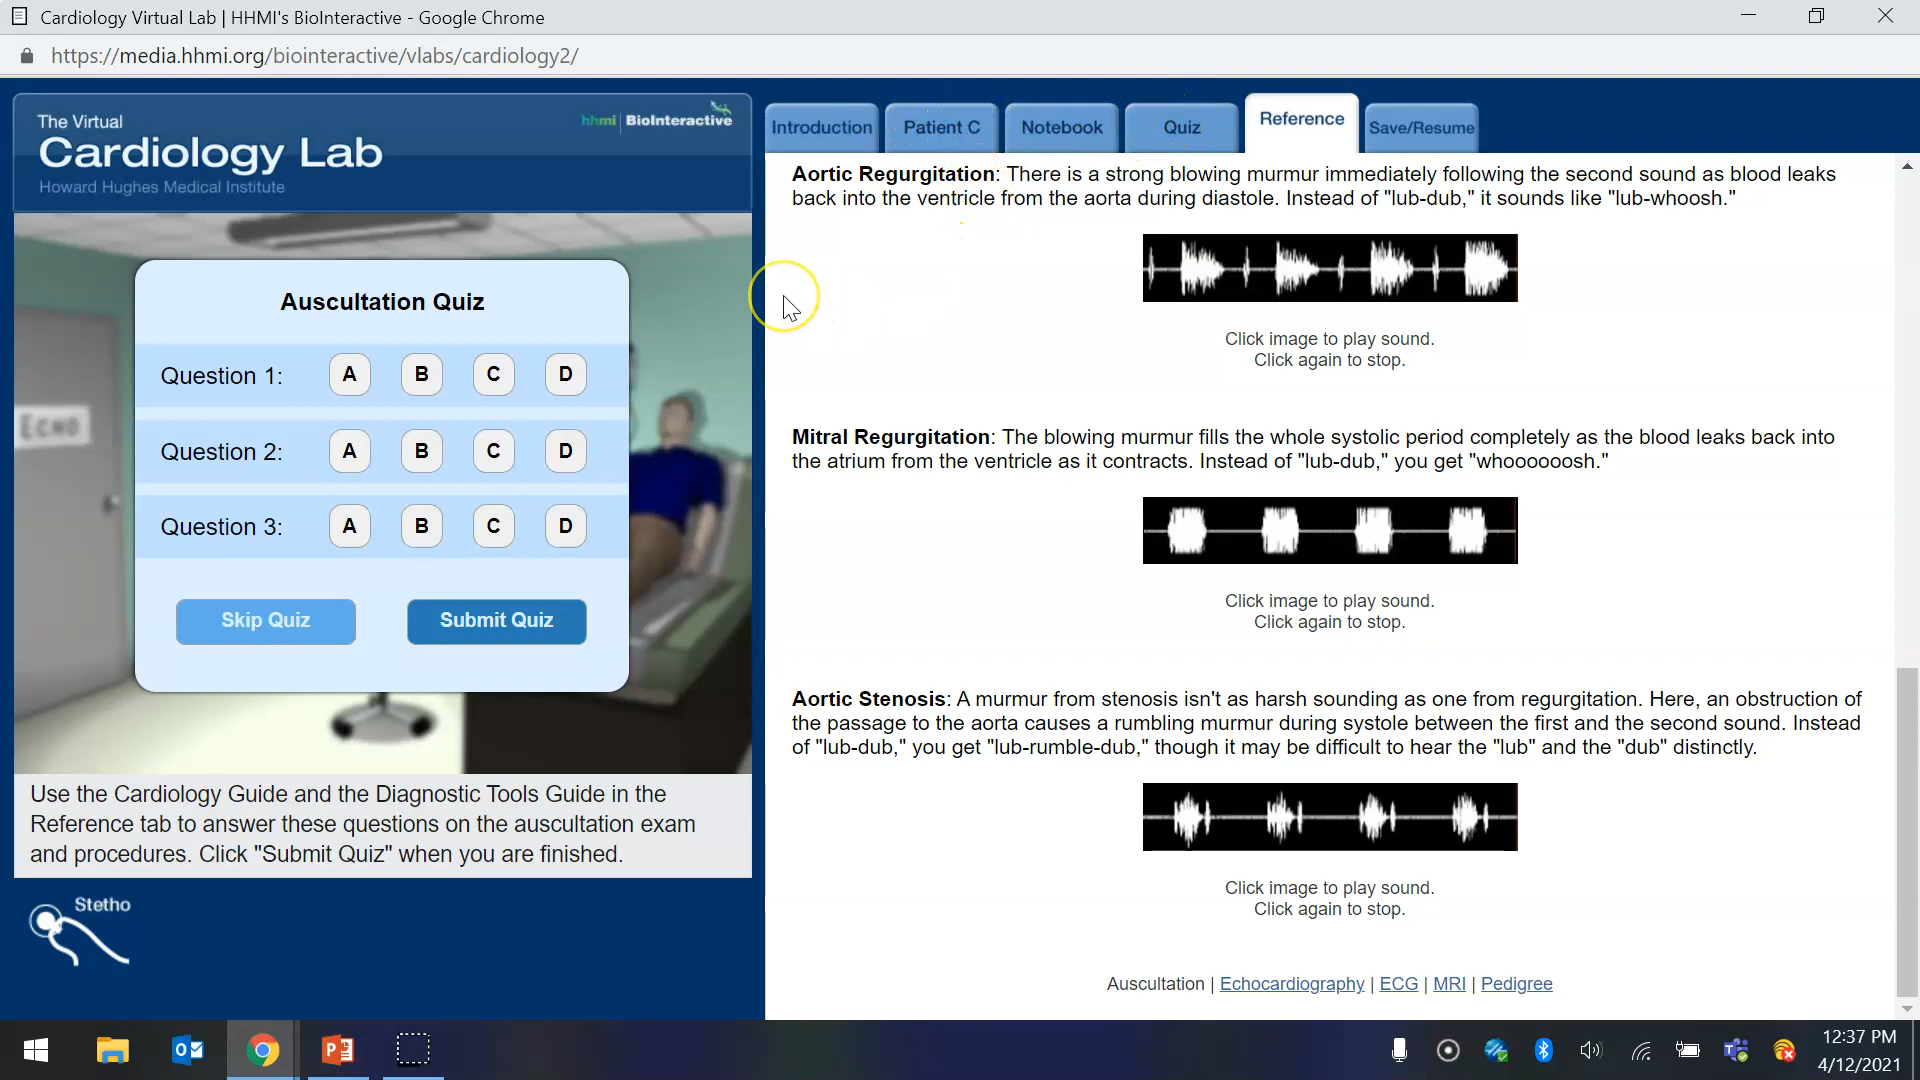 Cardiology Virtual Lab | HHMI's BioInteractive - Google Chrome
https://media.hhmi.org/biointeractive/vlabs/cardiology2/
The Virtual
Cardiology Lab
Howard Hughes Medical Institute
hhmi | BioInteractive
Introduction
Patient C
Notebook
Quiz
Reference
Save/Resume
ECHO
Auscultation Quiz
Question 1: A B C D
Question 2: A B C D
Question 3: A B C D
Skip Quiz
Submit Quiz
Use the Cardiology Guide and the Diagnostic Tools Guide in the
Reference tab to answer these questions on the auscultation exam
and procedures. Click "Submit Quiz" when you are finished.
Stetho
Aortic Regurgitation: There is a strong blowing murmur immediately following the second sound as blood leaks
back into the ventricle from the aorta during diastole. Instead of "lub-dub," it sounds like "lub-whoosh."
Click image to play sound.
Click again to stop.
Mitral Regurgitation: The blowing murmur fills the whole systolic period completely as the blood leaks back into
the atrium from the ventricle as it contracts. Instead of "lub-dub," you get "whoooooosh."
Click image to play sound.
Click again to stop.
Aortic Stenosis: A murmur from stenosis isn't as harsh sounding as one from regurgitation. Here, an obstruction of
the passage to the aorta causes a rumbling murmur during systole between the first and the second sound. Instead
of "lub-dub," you get "lub-rumble-dub," though it may be difficult to hear the "lub" and the "dub" distinctly.
Click image to play sound.
Click again to stop.
Auscultation | Echocardiography | ECG | MRI | Pedigree
12:37 PM
4/12/2021